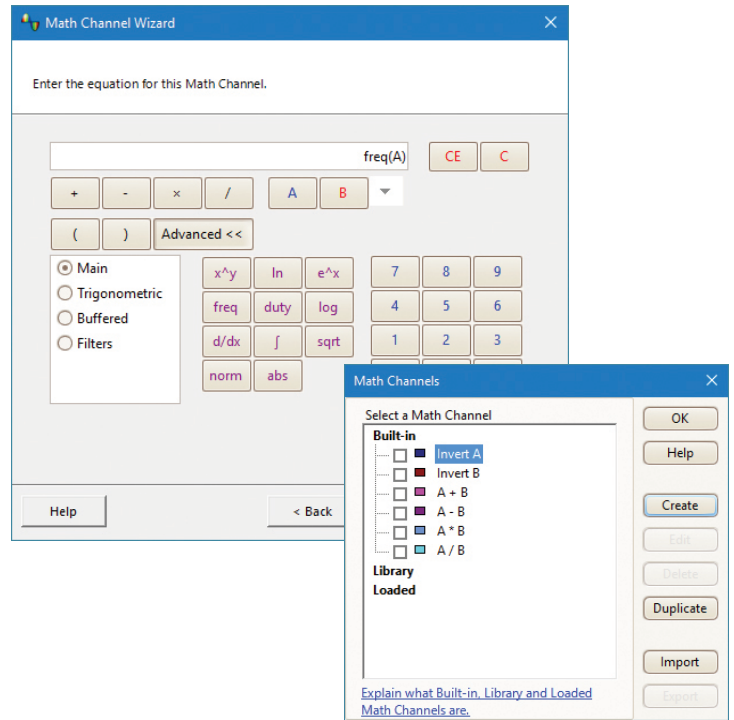 Math Channel Wizard
Enter the equation for this Math Channel.
freq(A)
CE C
+ - × / A B
( ) Advanced <<
Main
Trigonometric
Buffered
Filters
x^y ln e^x 7 8 9
freq duty log 4 5 6
d/dx ∫ sqrt 1 2 3
norm abs
Help < Back
Math Channels
Select a Math Channel
Built-in
Invert A
Invert B
A + B
A - B
A * B
A / B
Library
Loaded
Explain what Built-in, Library and Loaded
Math Channels are.
OK
Help
Create
Edit
Delete
Duplicate
Import
Export